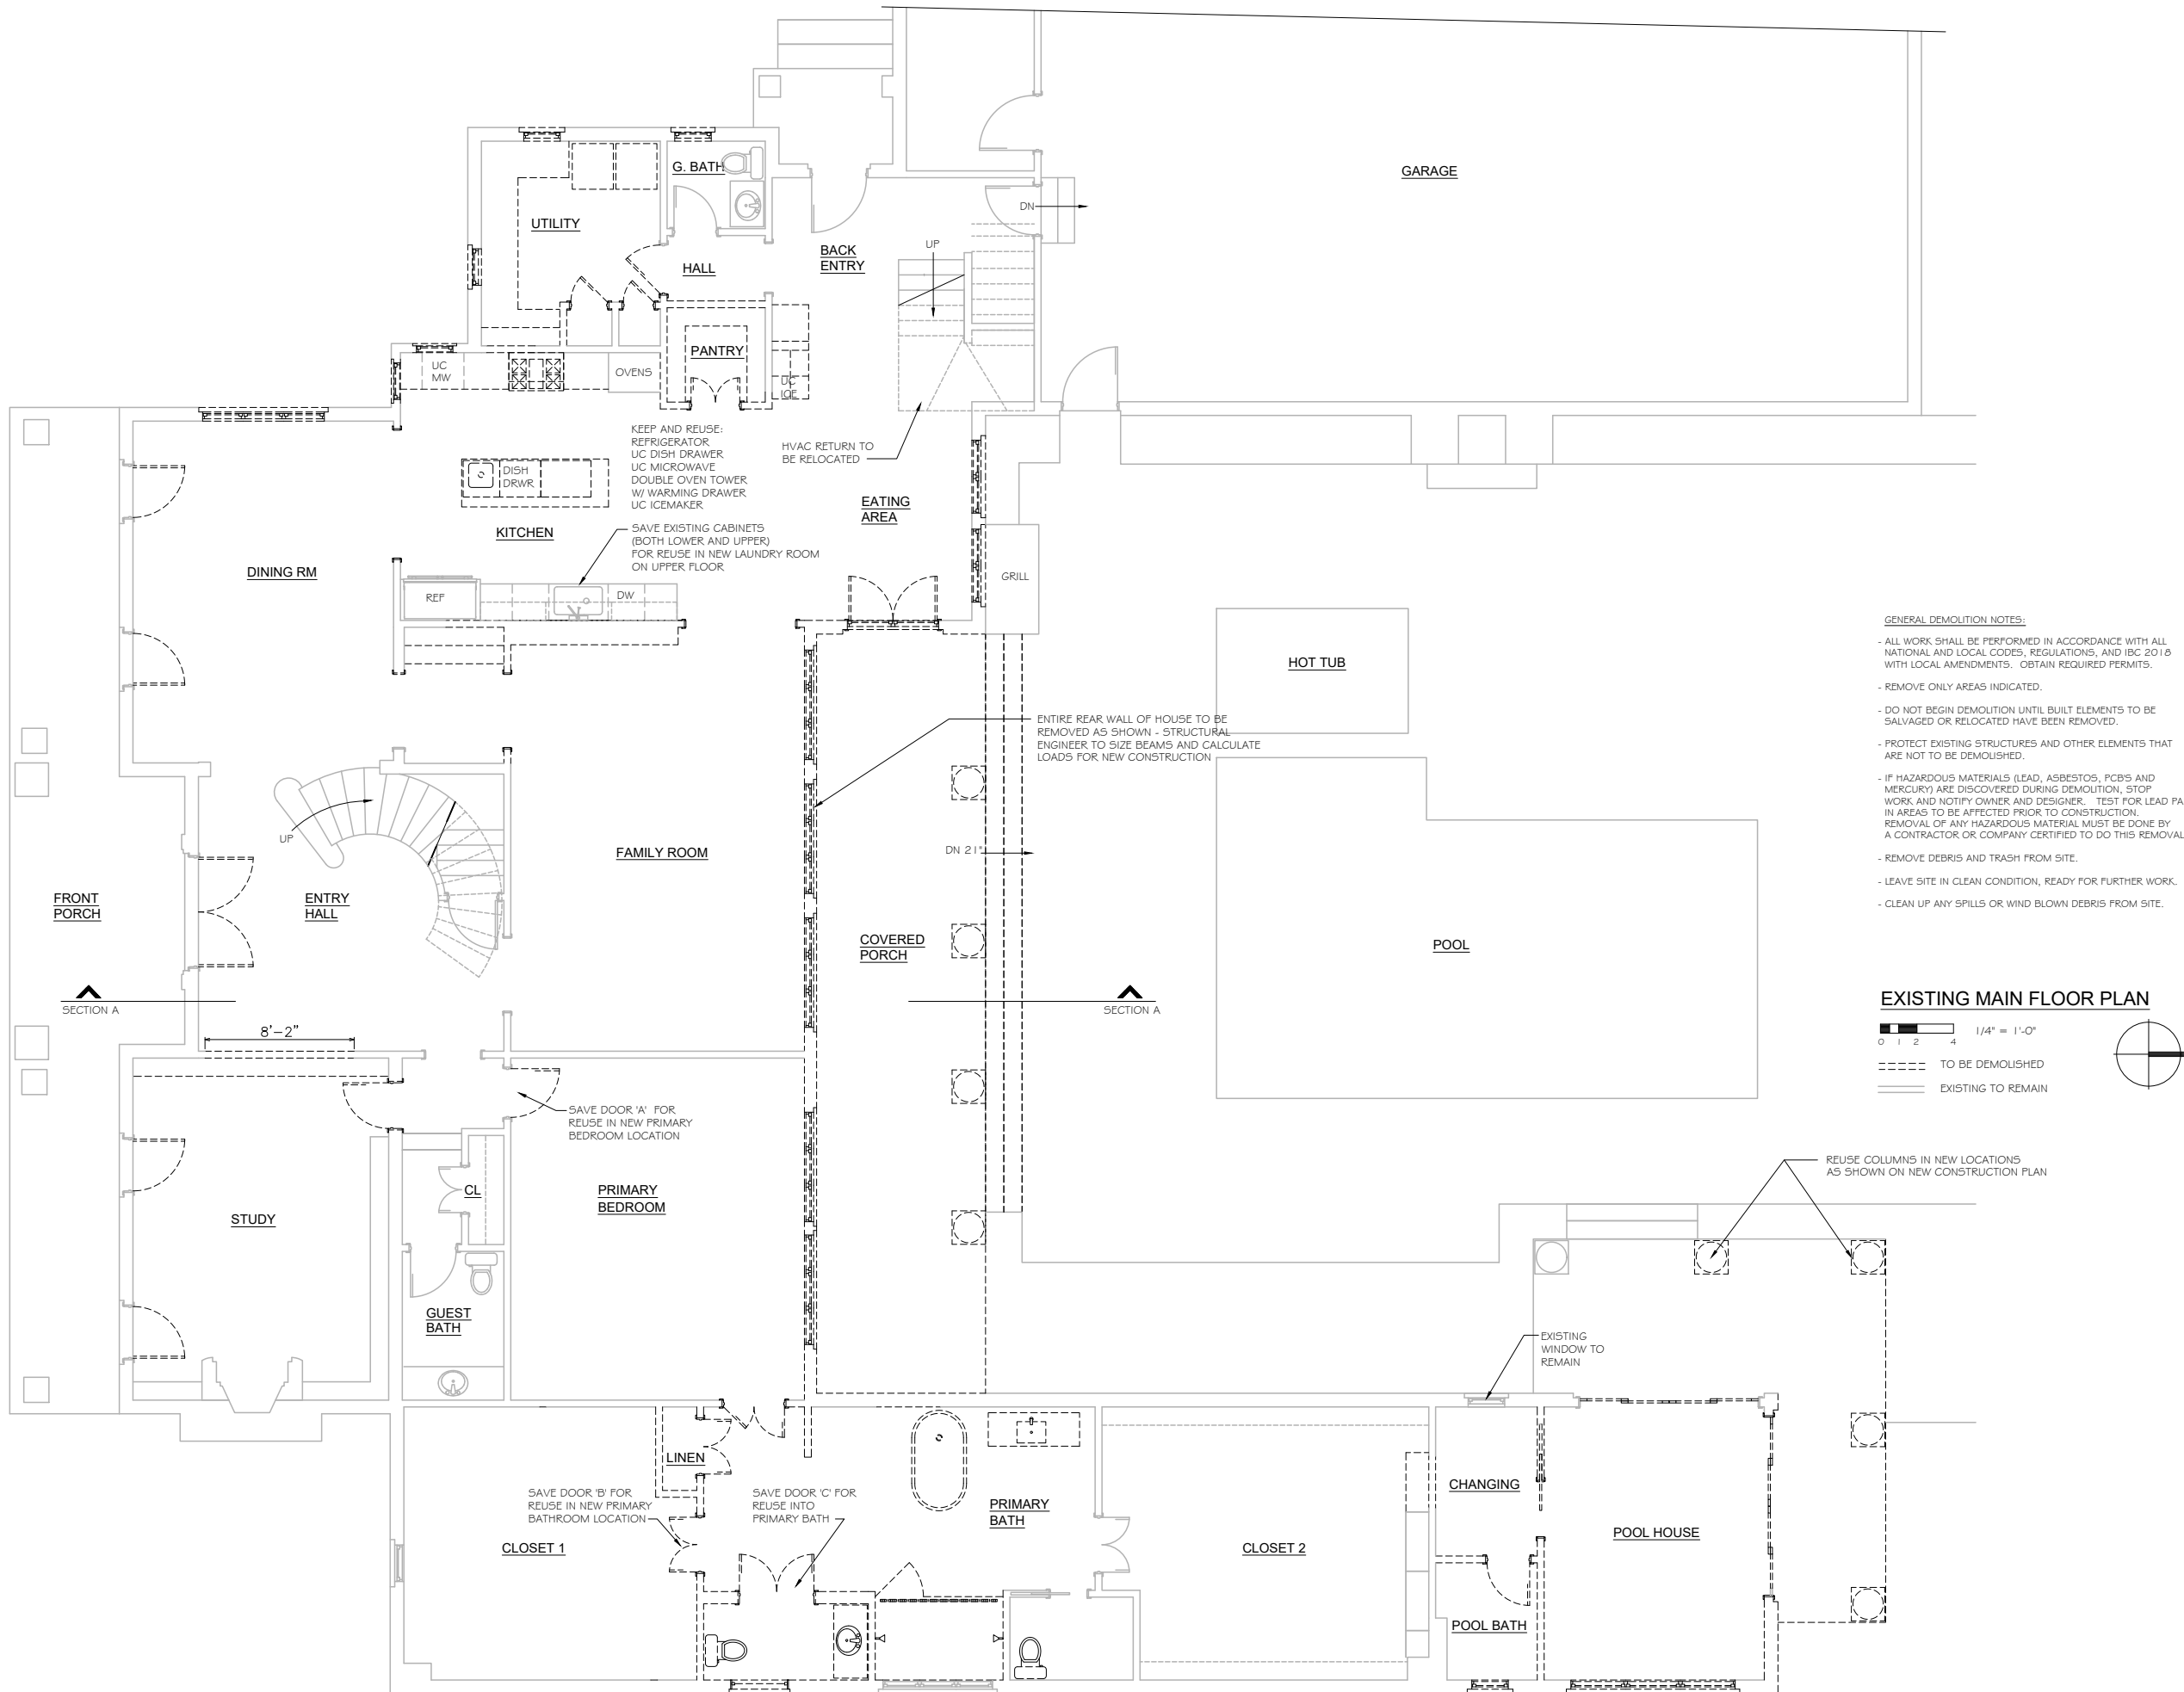 GARAGE
G. BATH
UTILITY
DN
UP
BACK
ENTRY
HALL
PANTRY
UC
MW
OVENS
UC
ICE
KEEP AND REUSE:
REFRIGERATOR
UC DISH DRAWER
UC MICROWAVE
DOUBLE OVEN TOWER
W/ WARMING DRAWER
UC ICEMAKER
HVAC RETURN TO
BE RELOCATED
DISH
DRWR
EATING
AREA
KITCHEN
SAVE EXISTING CABINETS
(BOTH LOWER AND UPPER)
FOR REUSE IN NEW LAUNDRY ROOM
ON UPPER FLOOR
DINING RM
REF
DW
GRILL
HOT TUB
GENERAL DEMOLITION NOTES:
- ALL WORK SHALL BE PERFORMED IN ACCORDANCE WITH ALL
NATIONAL AND LOCAL CODES, REGULATIONS, AND IBC 2018
WITH LOCAL AMENDMENTS. OBTAIN REQUIRED PERMITS.
- REMOVE ONLY AREAS INDICATED.
- DO NOT BEGIN DEMOLITION UNTIL BUILT ELEMENTS TO BE
SALVAGED OR RELOCATED HAVE BEEN REMOVED.
- PROTECT EXISTING STRUCTURES AND OTHER ELEMENTS THAT
ARE NOT TO BE DEMOLISHED.
- IF HAZARDOUS MATERIALS (LEAD, ASBESTOS, PCB'S AND
MERCURY) ARE DISCOVERED DURING DEMOLITION, STOP
WORK AND NOTIFY OWNER AND DESIGNER. TEST FOR LEAD PA
IN AREAS TO BE AFFECTED PRIOR TO CONSTRUCTION.
REMOVAL OF ANY HAZARDOUS MATERIAL MUST BE DONE BY
A CONTRACTOR OR COMPANY CERTIFIED TO DO THIS REMOVAL
- REMOVE DEBRIS AND TRASH FROM SITE.
- LEAVE SITE IN CLEAN CONDITION, READY FOR FURTHER WORK.
- CLEAN UP ANY SPILLS OR WIND BLOWN DEBRIS FROM SITE.
ENTIRE REAR WALL OF HOUSE TO BE
REMOVED AS SHOWN - STRUCTURAL
ENGINEER TO SIZE BEAMS AND CALCULATE
LOADS FOR NEW CONSTRUCTION
UP
FAMILY ROOM
DN 21"
FRONT
PORCH
ENTRY
HALL
COVERED
PORCH
POOL
SECTION A
SECTION A
8'-2"
EXISTING MAIN FLOOR PLAN
1/4" = 1'-0"
0 1 2 4
TO BE DEMOLISHED
EXISTING TO REMAIN
SAVE DOOR 'A' FOR
REUSE IN NEW PRIMARY
BEDROOM LOCATION
REUSE COLUMNS IN NEW LOCATIONS
AS SHOWN ON NEW CONSTRUCTION PLAN
CL
PRIMARY
BEDROOM
STUDY
GUEST
BATH
EXISTING
WINDOW TO
REMAIN
LINEN
SAVE DOOR 'B' FOR
REUSE IN NEW PRIMARY
BATHROOM LOCATION
SAVE DOOR 'C' FOR
REUSE INTO
PRIMARY BATH
PRIMARY
BATH
CHANGING
POOL HOUSE
CLOSET 1
CLOSET 2
POOL BATH